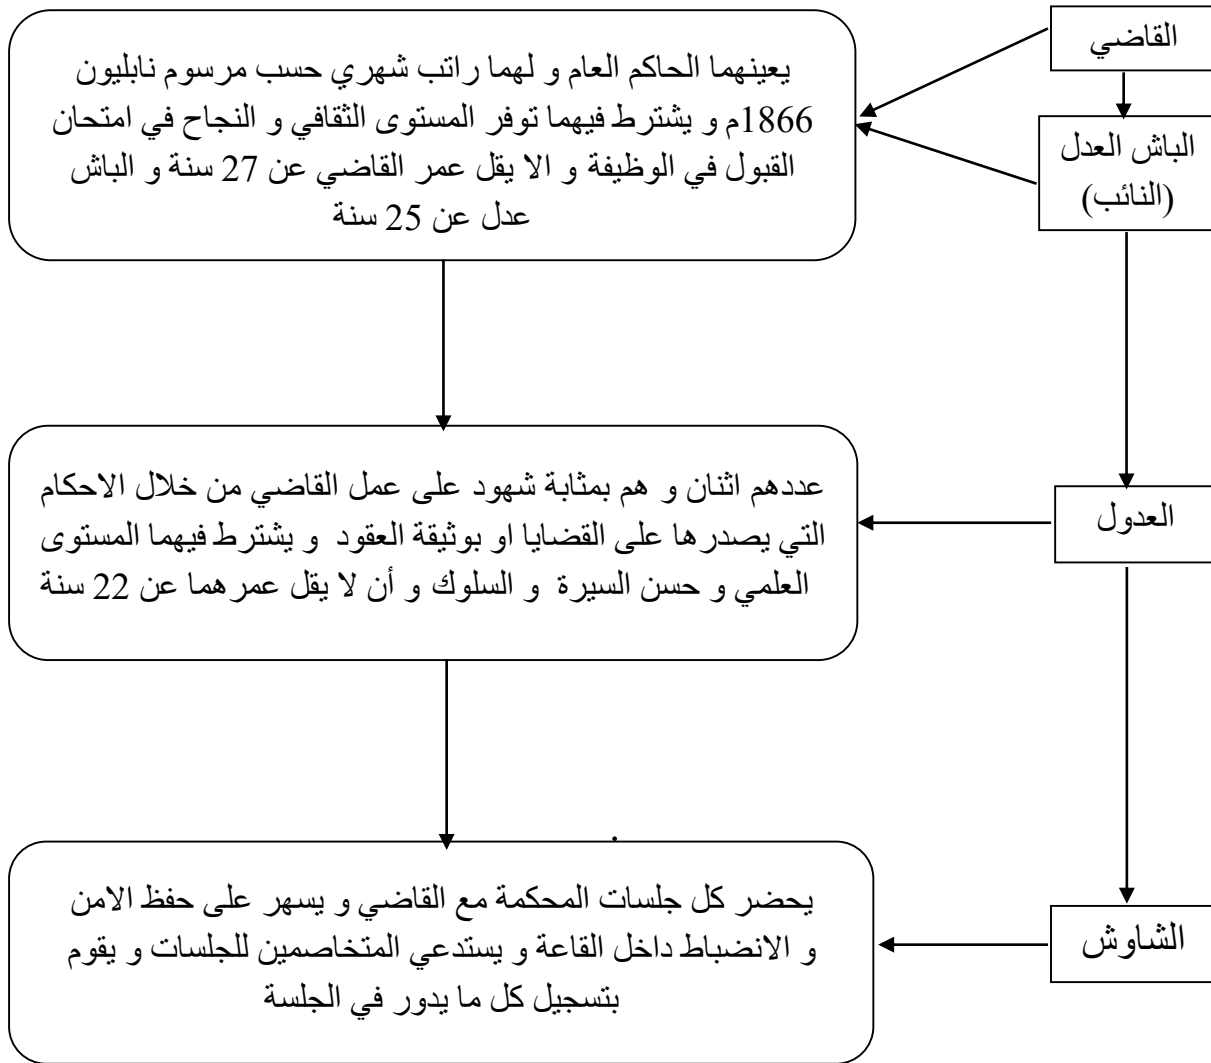 القاضي
يعينهما الحاكم العام و لهما راتب شهري حسب مرسوم نابليون
1866م و يشترط فيهما توفر المستوى الثقافي و النجاح في امتحان
القبول في الوظيفة و الا يقل عمر القاضي عن 27 سنة و الباش
عدل عن 25 سنة
الباش العدل
(النائب)
العدول
عددهم اثنان و هم بمثابة شهود على عمل القاضي من خلال الاحكام
التي يصدرها على القضايا او بوثيقة العقود و يشترط فيهما المستوى
العلمي و حسن السيرة و السلوك و أن لا يقل عمرهما عن 22 سنة
الشاوش
يحضر كل جلسات المحكمة مع القاضي و يسهر على حفظ الامن
و الانضباط داخل القاعة و يستدعي المتخاصمين للجلسات و يقوم
بتسجيل كل ما يدور في الجلسة